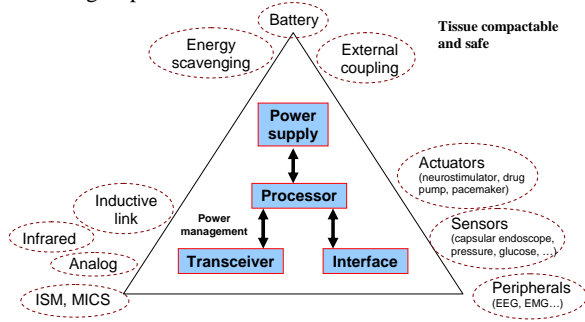 Battery
Tissue compactable
and safe
Energy
scavenging
External
coupling
Power
supply
Actuators
(neurostimulator, drug
pump, pacemaker)
Processor
Inductive
link
Power
management
Sensors
(capsular endoscope,
pressure, glucose, ...)
Infrared
Analog
Transceiver
Interface
ISM, MICS
Peripherals
(EEG, EMG...)